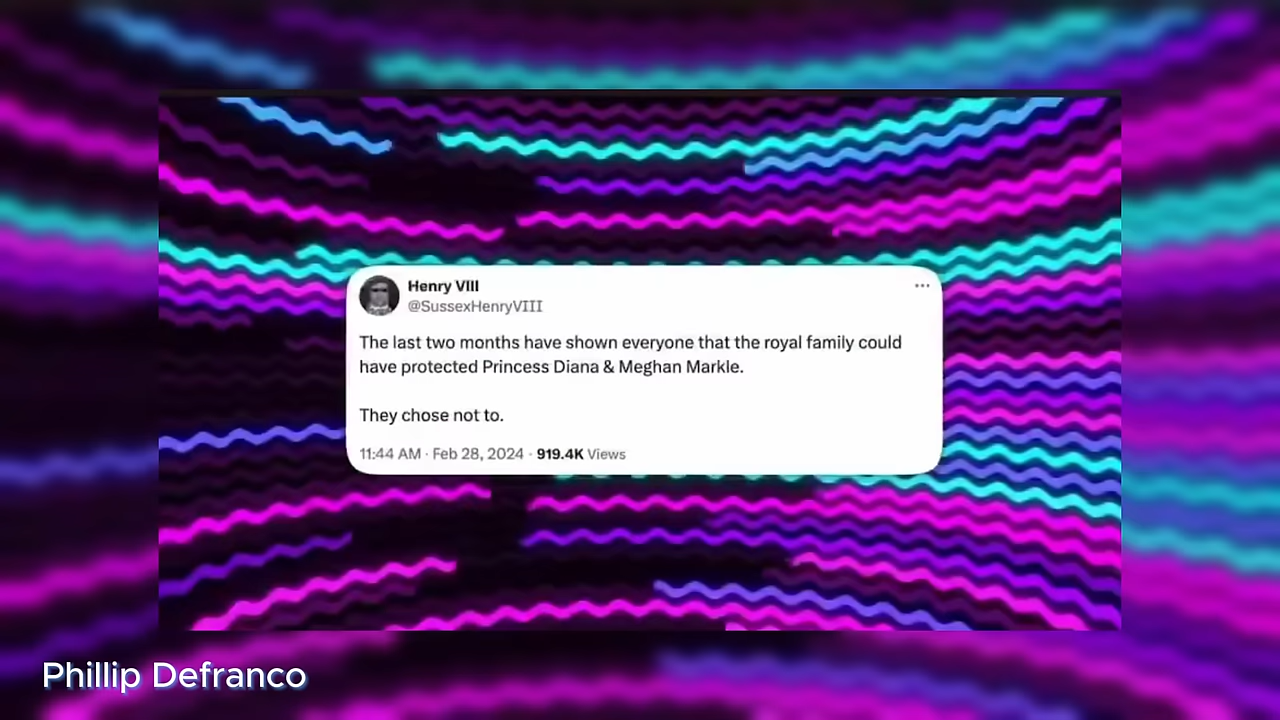 Henry VIII
@SussexHenryVIII
The last two months have shown everyone that the royal family could
have protected Princess Diana & Meghan Markle.
They chose not to.
11:44 AM · Feb 28, 2024 · 919.4K Views
Phillip Defranco